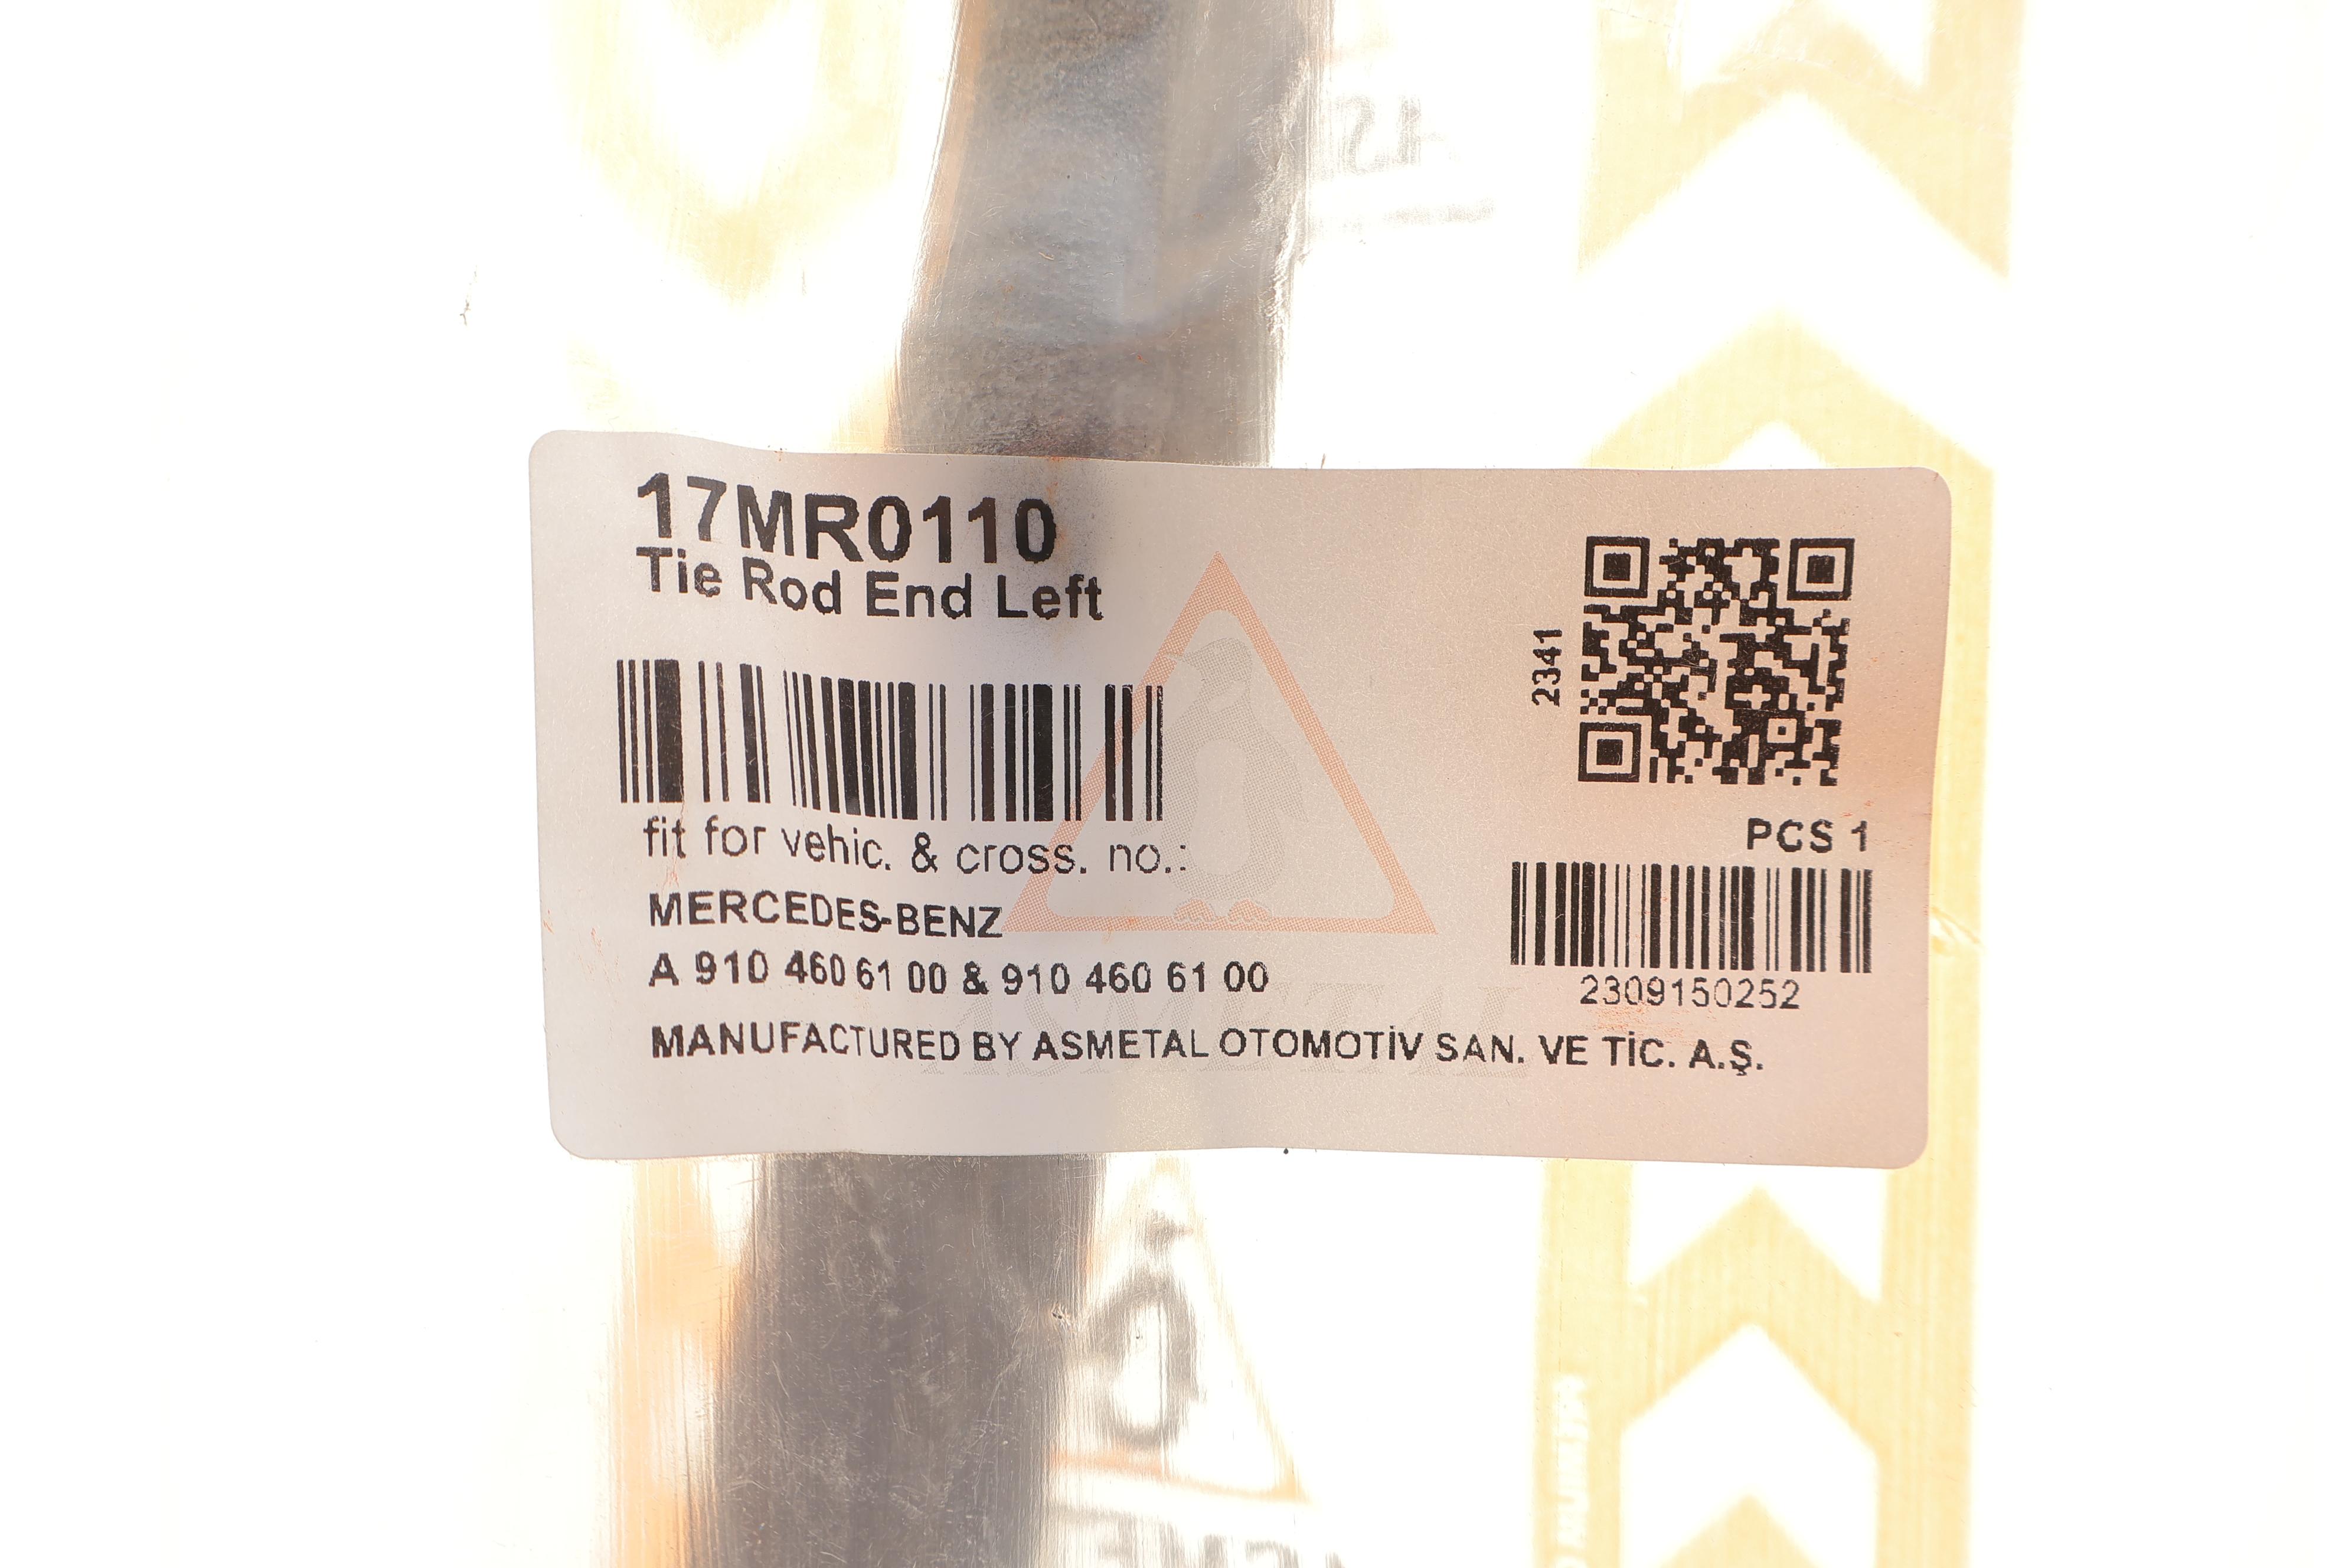 17MR0110
Tie Rod End Left
2341
fit for vehic. & cross. no.:
PCS 1
MERCEDES-BENZ
A 910 460 61 00 & 910 460 61 00
2309150252
ASMETAL
MANUFACTURED BY ASMETAL OTOMOTİV SAN. VE TİC. A.Ş.